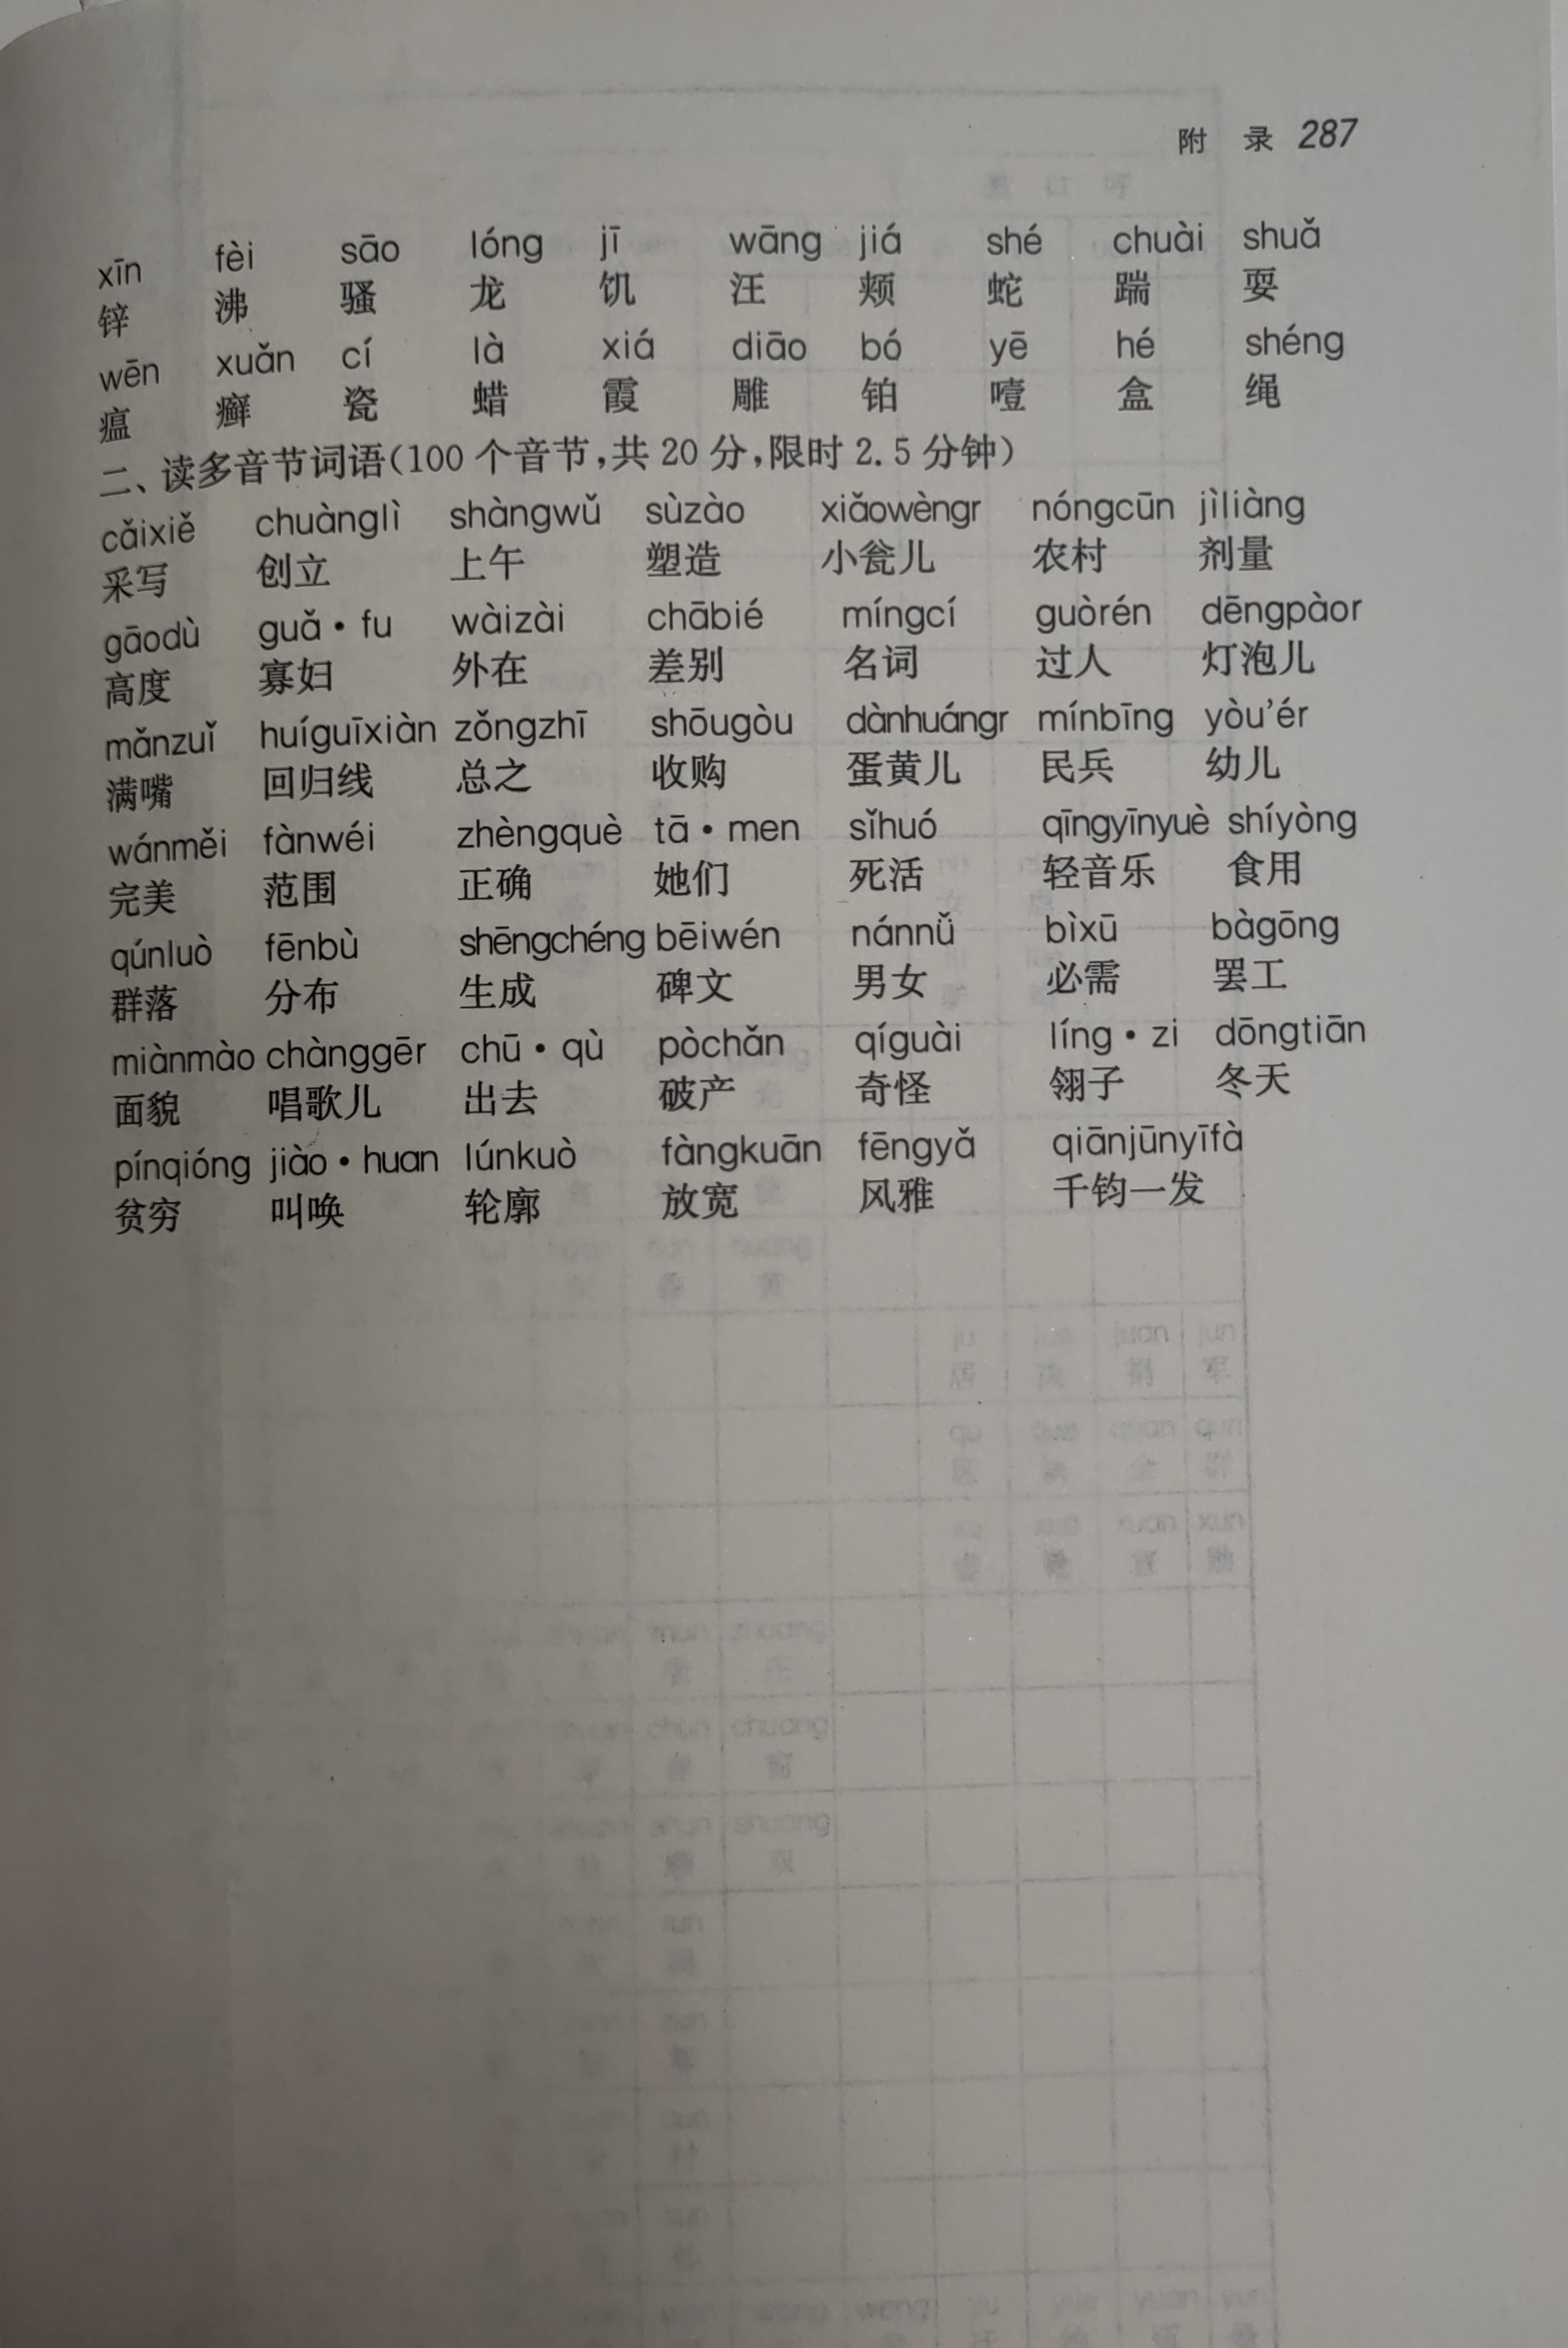 附 录 287
xīn fèi sāo lóng jī wāng jiá shé chuài shuǎ
锌 沸 骚 龙 饥 汪 颊 蛇 踹 耍
wēn xuǎn cí là xiá diāo bó yē hé shéng
瘟 癣 瓷 蜡 霞 雕 铂 噎 盒 绳
二、读多音节词语(100 个音节,共 20 分,限时 2.5 分钟)
cǎixiě chuànglì shàngwǔ sùzào xiǎowèngr nóngcūn jìliàng
采写 创立 上午 塑造 小瓮儿 农村 剂量
gāodù guǎ·fu wàizài chābié míngcí guòrén dēngpàor
高度 寡妇 外在 差别 名词 过人 灯泡儿
mǎnzuǐ huíguīxiàn zǒngzhī shōugòu dànhuángr mínbīng yòu'ér
满嘴 回归线 总之 收购 蛋黄儿 民兵 幼儿
wánměi fànwéi zhèngquè tā·men sǐhuó qīngyīnyuè shíyòng
完美 范围 正确 她们 死活 轻音乐 食用
qúnluò fēnbù shēngchéng bēiwén nánnǚ bìxū bàgōng
群落 分布 生成 碑文 男女 必需 罢工
miànmào chànggēr chū·qù pòchǎn qíguài líng·zi dōngtiān
面貌 唱歌儿 出去 破产 奇怪 翎子 冬天
pínqióng jiào·huan lúnkuò fàngkuān fēngyǎ qiānjūnyīfà
贫穷 叫唤 轮廓 放宽 风雅 千钧一发